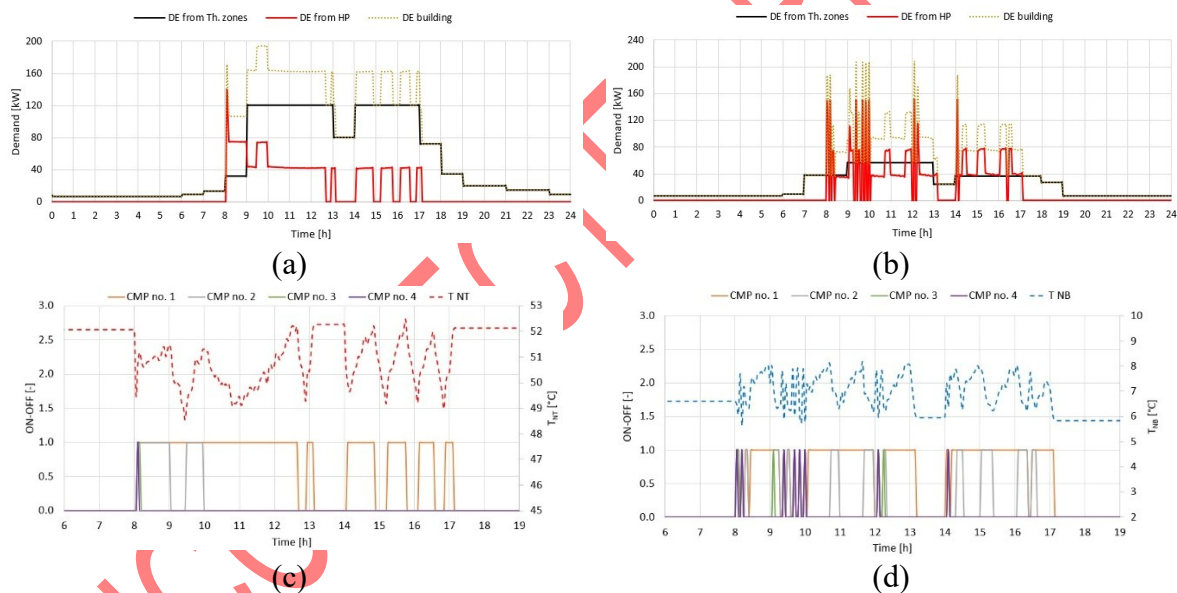 DE from Th. zones DE from HP DE building
200
160
120
80
40
0
Demand [kW]
0 1 2 3 4 5 6 7 8 9 10 11 12 13 14 15 16 17 18 19 20 21 22 23 24
Time [h]
(a)
DE from Th. zones DE from HP DE building
240
200
160
120
80
40
0
Demand [kW]
0 1 2 3 4 5 6 7 8 9 10 11 12 13 14 15 16 17 18 19 20 21 22 23 24
Time [h]
(b)
CMP no. 1 CMP no. 2 CMP no. 3 CMP no. 4 T NT
3.0
2.5
2.0
1.5
1.0
0.5
0.0
ON-OFF [-]
53
52
51
50
49
48
47
46
45
TNT [°C]
6 7 8 9 10 11 12 13 14 15 16 17 18 19
Time [h]
(c)
CMP no. 1 CMP no. 2 CMP no. 3 CMP no. 4 T NB
3.0
2.5
2.0
1.5
1.0
0.5
0.0
ON-OFF [-]
10
9
8
7
6
5
4
3
2
TNB [°C]
6 7 8 9 10 11 12 13 14 15 16 17 18 19
Time [h]
(d)